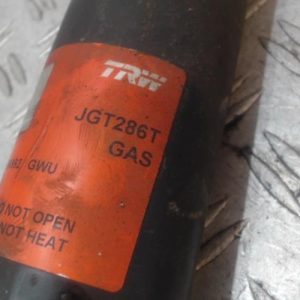 TRW
JGT286T
GAS
GWU
NOT OPEN
NOT HEAT